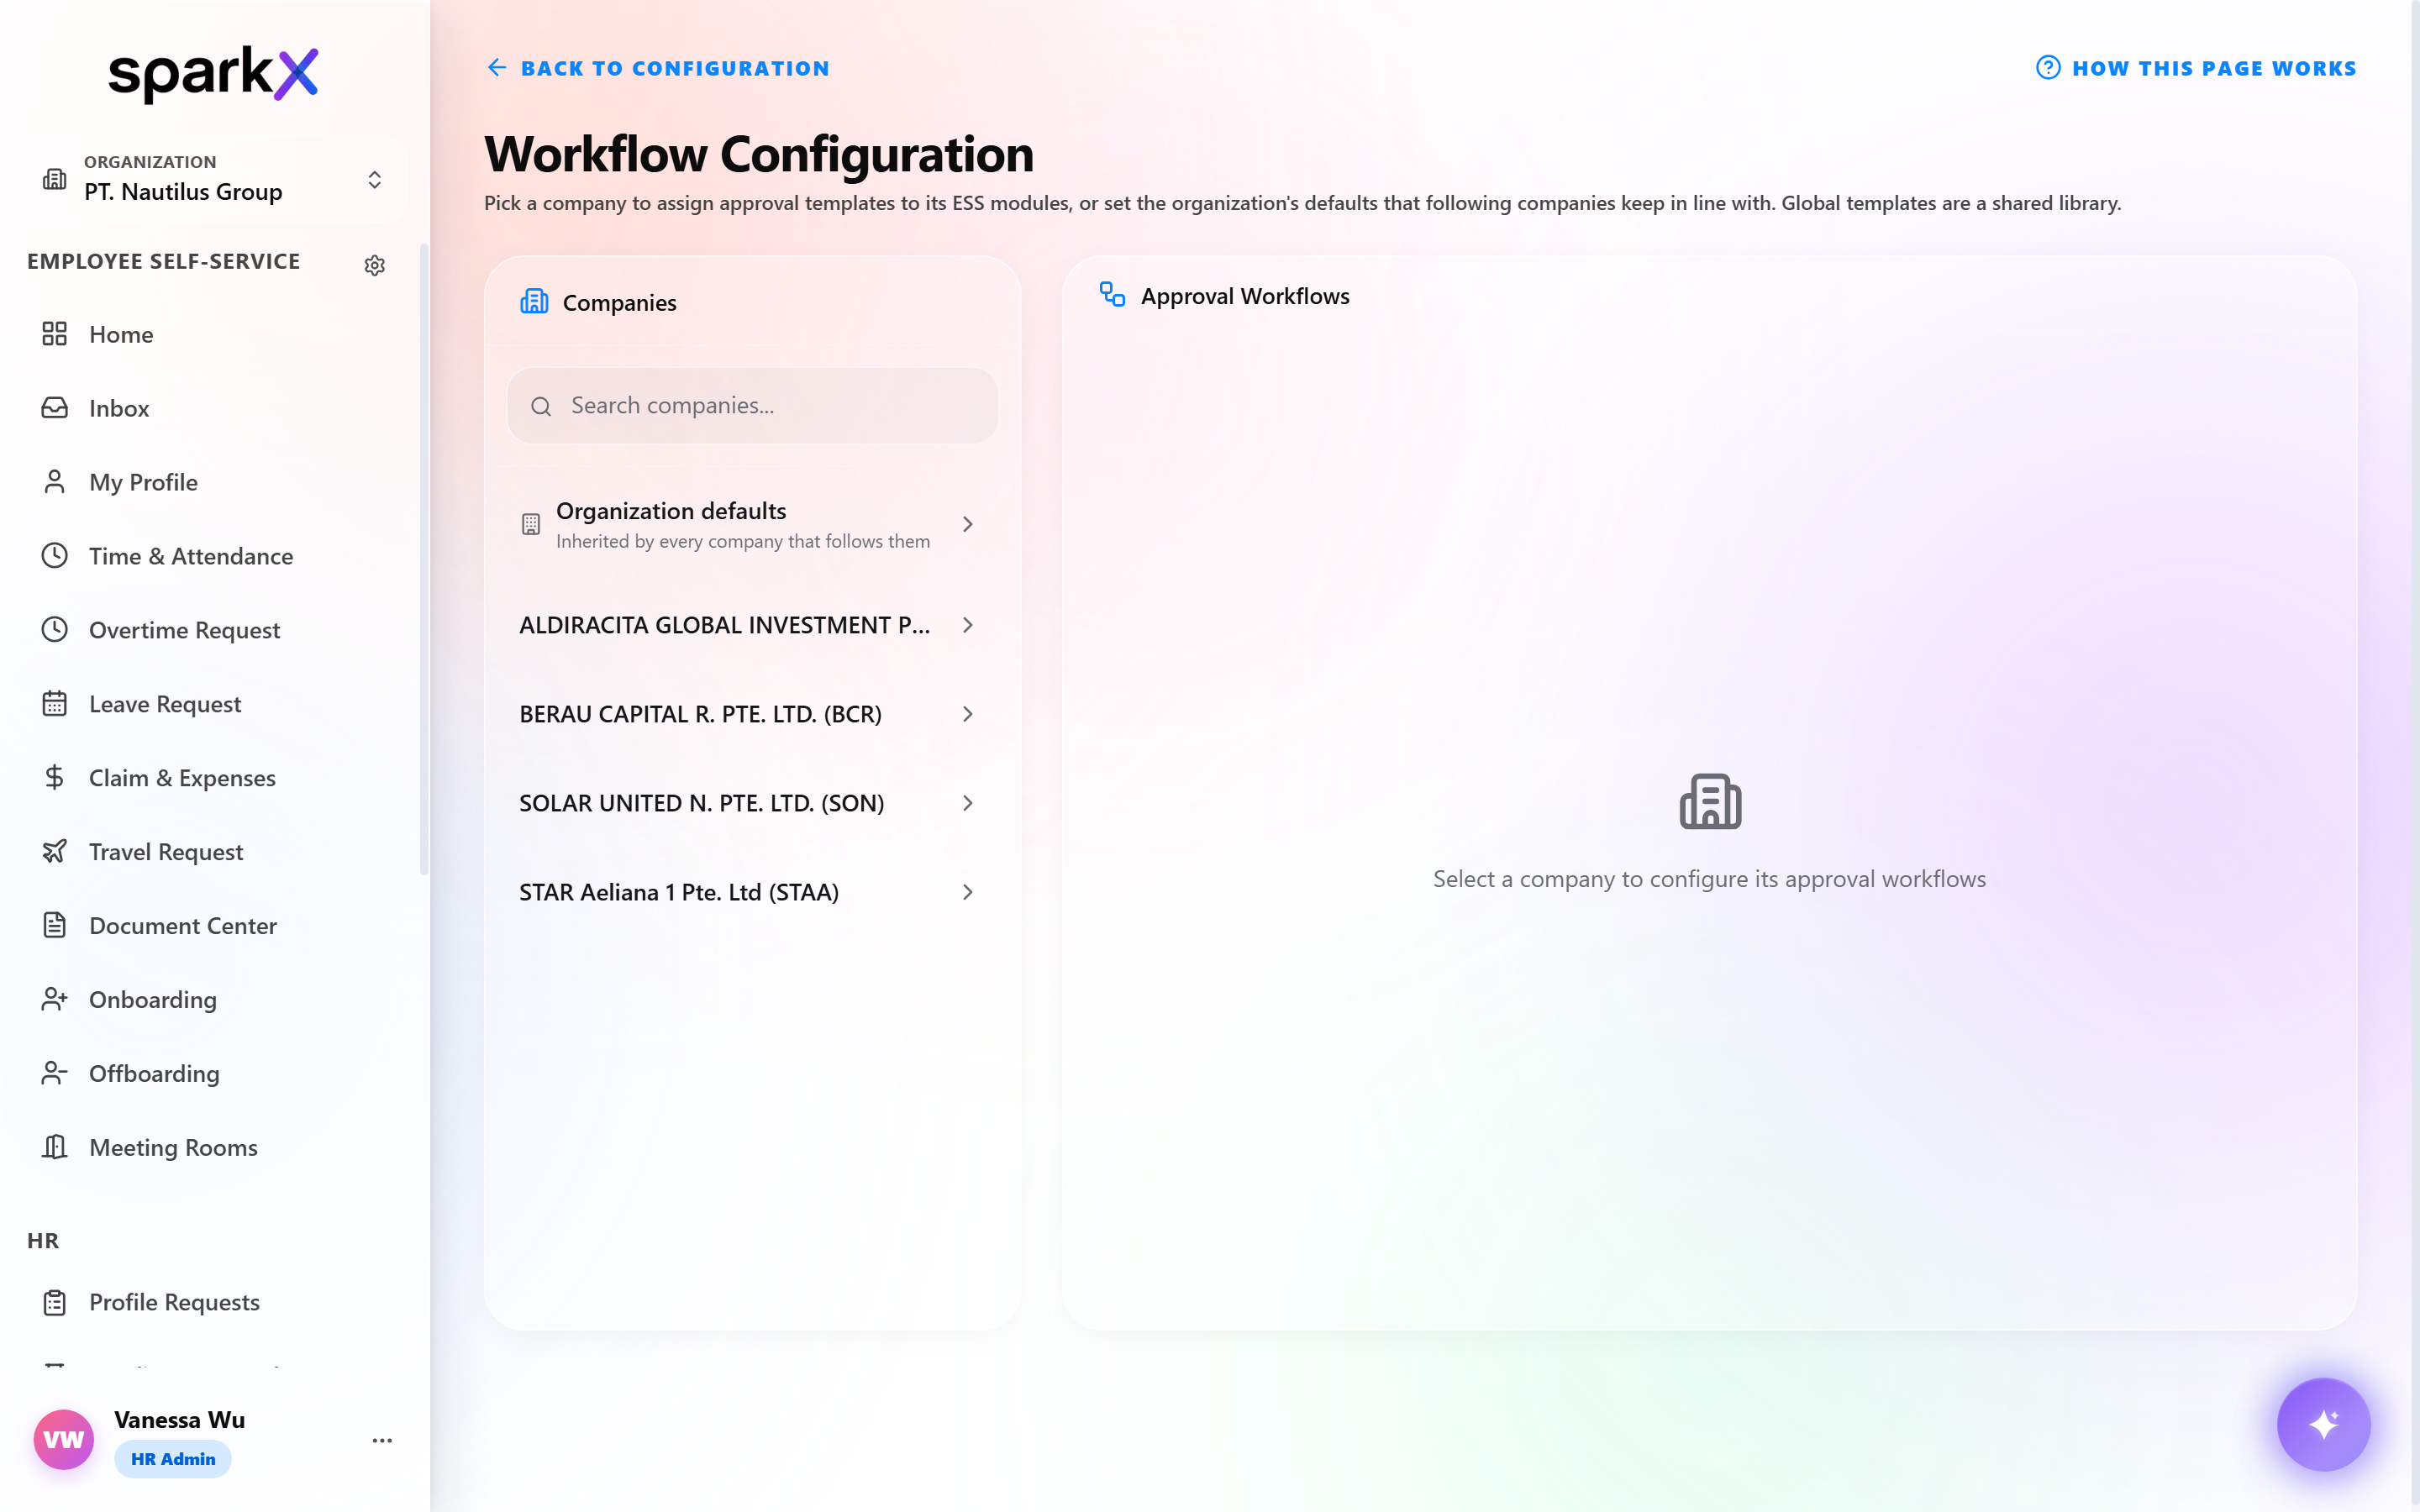 sparkX
ORGANIZATION
PT. Nautilus Group
EMPLOYEE SELF-SERVICE
Home
Inbox
My Profile
Time & Attendance
Overtime Request
Leave Request
Claim & Expenses
Travel Request
Document Center
Onboarding
Offboarding
Meeting Rooms
HR
Profile Requests
VW
Vanessa Wu
HR Admin
BACK TO CONFIGURATION
HOW THIS PAGE WORKS
Workflow Configuration
Pick a company to assign approval templates to its ESS modules, or set the organization's defaults that following companies keep in line with. Global templates are a shared library.
Companies
Search companies...
Organization defaults
Inherited by every company that follows them
ALDIRACITA GLOBAL INVESTMENT P...
BERAU CAPITAL R. PTE. LTD. (BCR)
SOLAR UNITED N. PTE. LTD. (SON)
STAR Aeliana 1 Pte. Ltd (STAA)
Approval Workflows
Select a company to configure its approval workflows